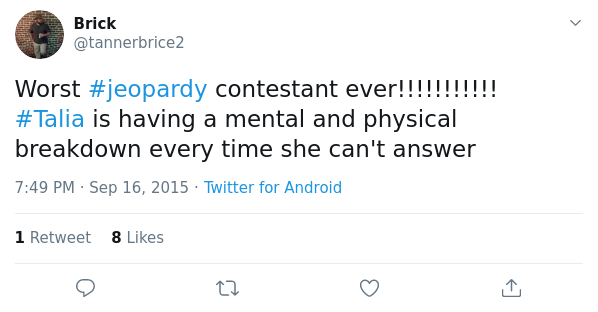 Brick
@tannerbrice2
Worst #jeopardy contestant ever!!!!!!!!!!!
#Talia is having a mental and physical
breakdown every time she can't answer
7:49 PM · Sep 16, 2015 · Twitter for Android
1 Retweet 8 Likes